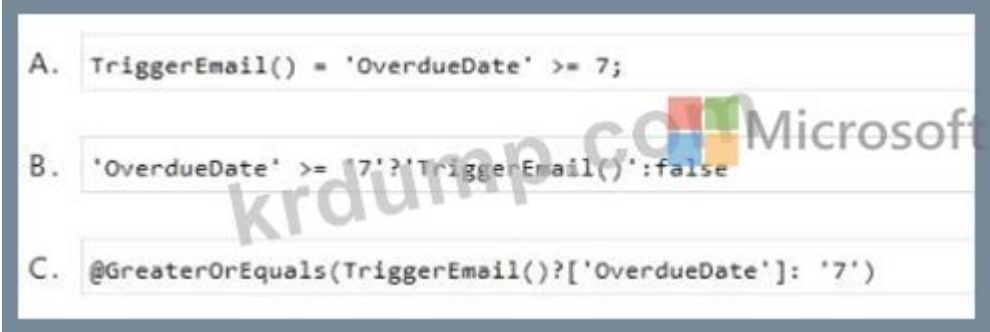 A. TriggerEmail() = 'OverdueDate' >= 7;
Microsoft
B. 'OverdueDate' >= '7'?'TriggerEmail()':false
krdump.com
C. @GreaterOrEquals(TriggerEmail()?['OverdueDate']: '7')